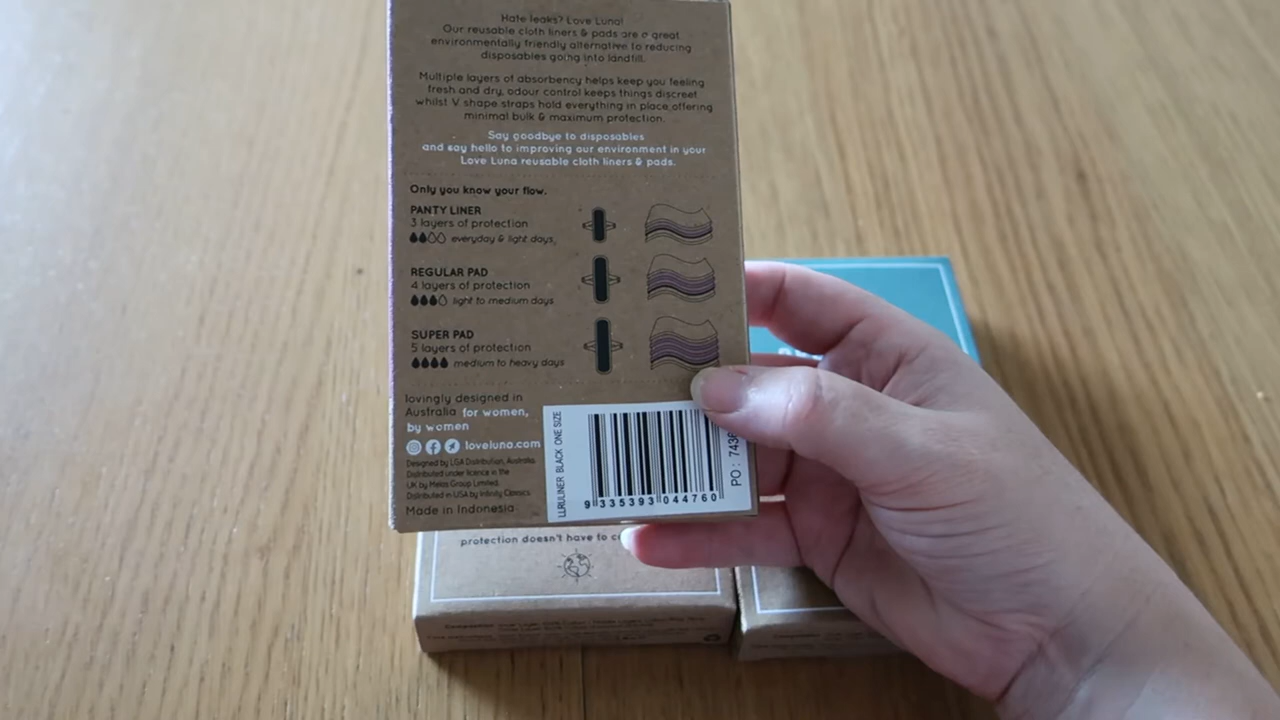 Hate leaks? Love Luna!
Our reusable cloth liners & pads are a great
environmentally friendly alternative to reducing
disposables going into landfill.
Multiple layers of absorbency helps keep you feeling
fresh and dry, odour control keeps things discreet
whilst V shape straps hold everything in place,offering
minimal bulk & maximum protection.
Say goodbye to disposables
and say hello to improving our environment in your
Love Luna reusable cloth liners & pads.
Only you know your flow.
PANTY LINER
3 layers of protection
everyday & light days,
REGULAR PAD
4 layers of protection
light to medium days
SUPER PAD
5 layers of protection
medium to heavy days
lovingly designed in
Australia for women,
by women
loveluna.com
Designed by LGA Distribution, Australia.
Distributed under licence in the
UK by Melas Group Limited.
Distributed in USA by Infinity Classics.
Made in Indonesia
LLRULINER BLACK ONE SIZE
9 335393 044760
PO: 743
protection doesn't have to